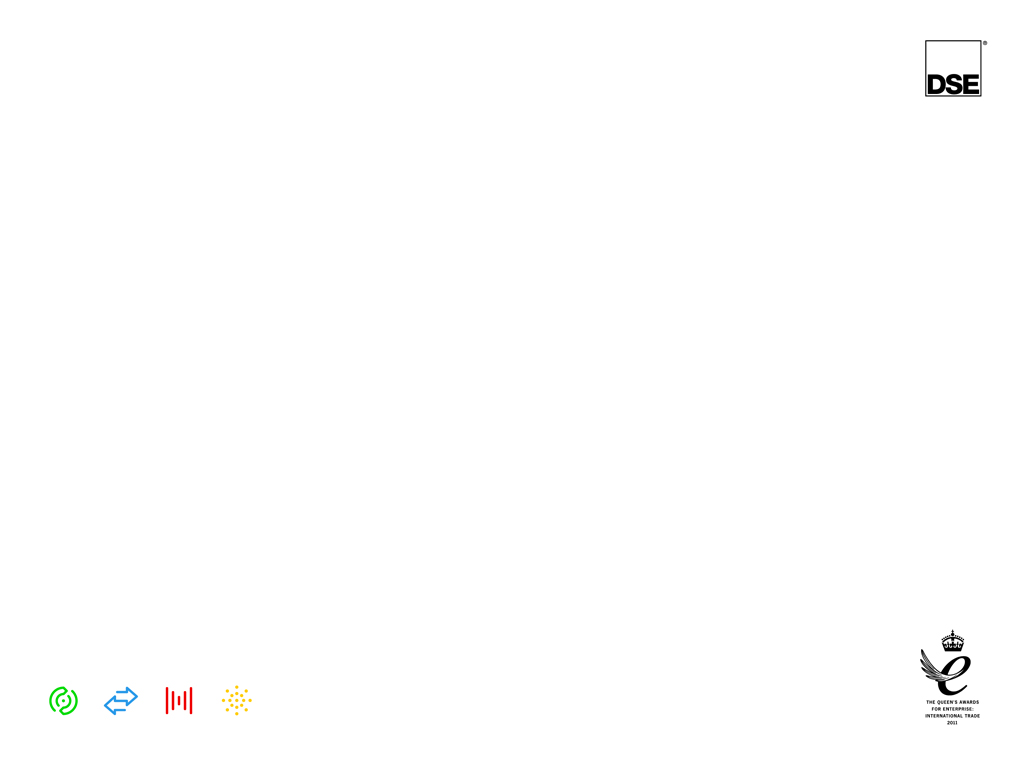 DSE®
THE QUEEN'S AWARDS
FOR ENTERPRISE:
INTERNATIONAL TRADE
2011